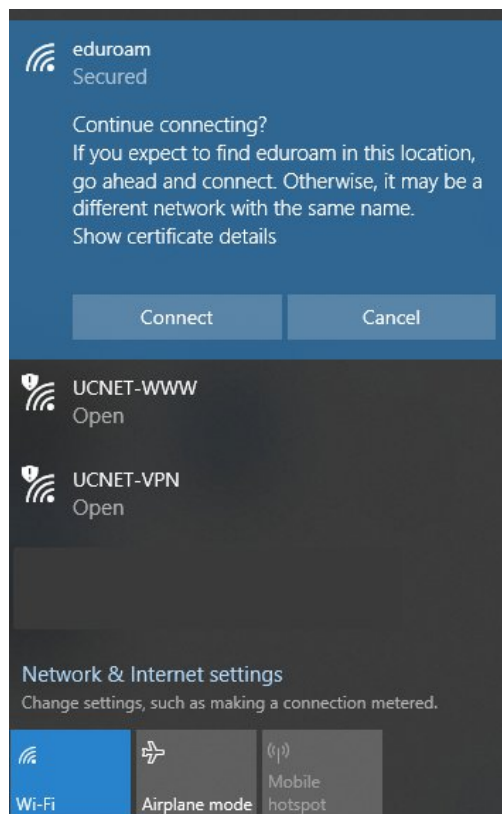 eduroam
Secured
Continue connecting?
If you expect to find eduroam in this location,
go ahead and connect. Otherwise, it may be a
different network with the same name.
Show certificate details
Connect
Cancel
UCNET-WWW
Open
UCNET-VPN
Open
Network & Internet settings
Change settings, such as making a connection metered.
Wi-Fi
Airplane mode
Mobile
hotspot